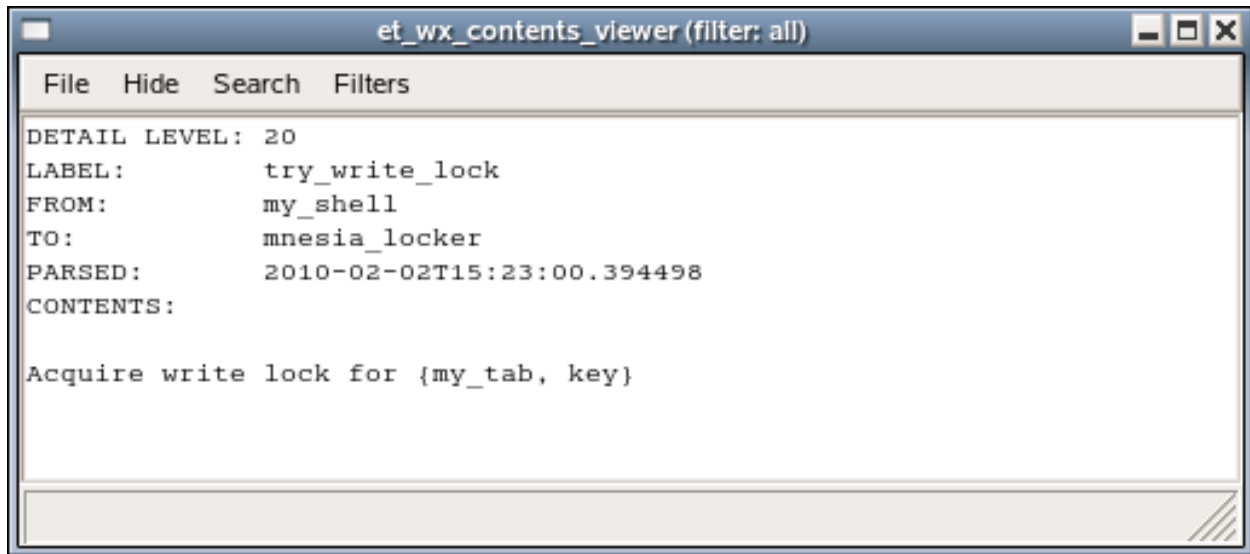 et_wx_contents_viewer (filter: all)
File Hide Search Filters
DETAIL LEVEL: 20
LABEL: try_write_lock
FROM: my_shell
TO: mnesia_locker
PARSED: 2010-02-02T15:23:00.394498
CONTENTS:
Acquire write lock for {my_tab, key}